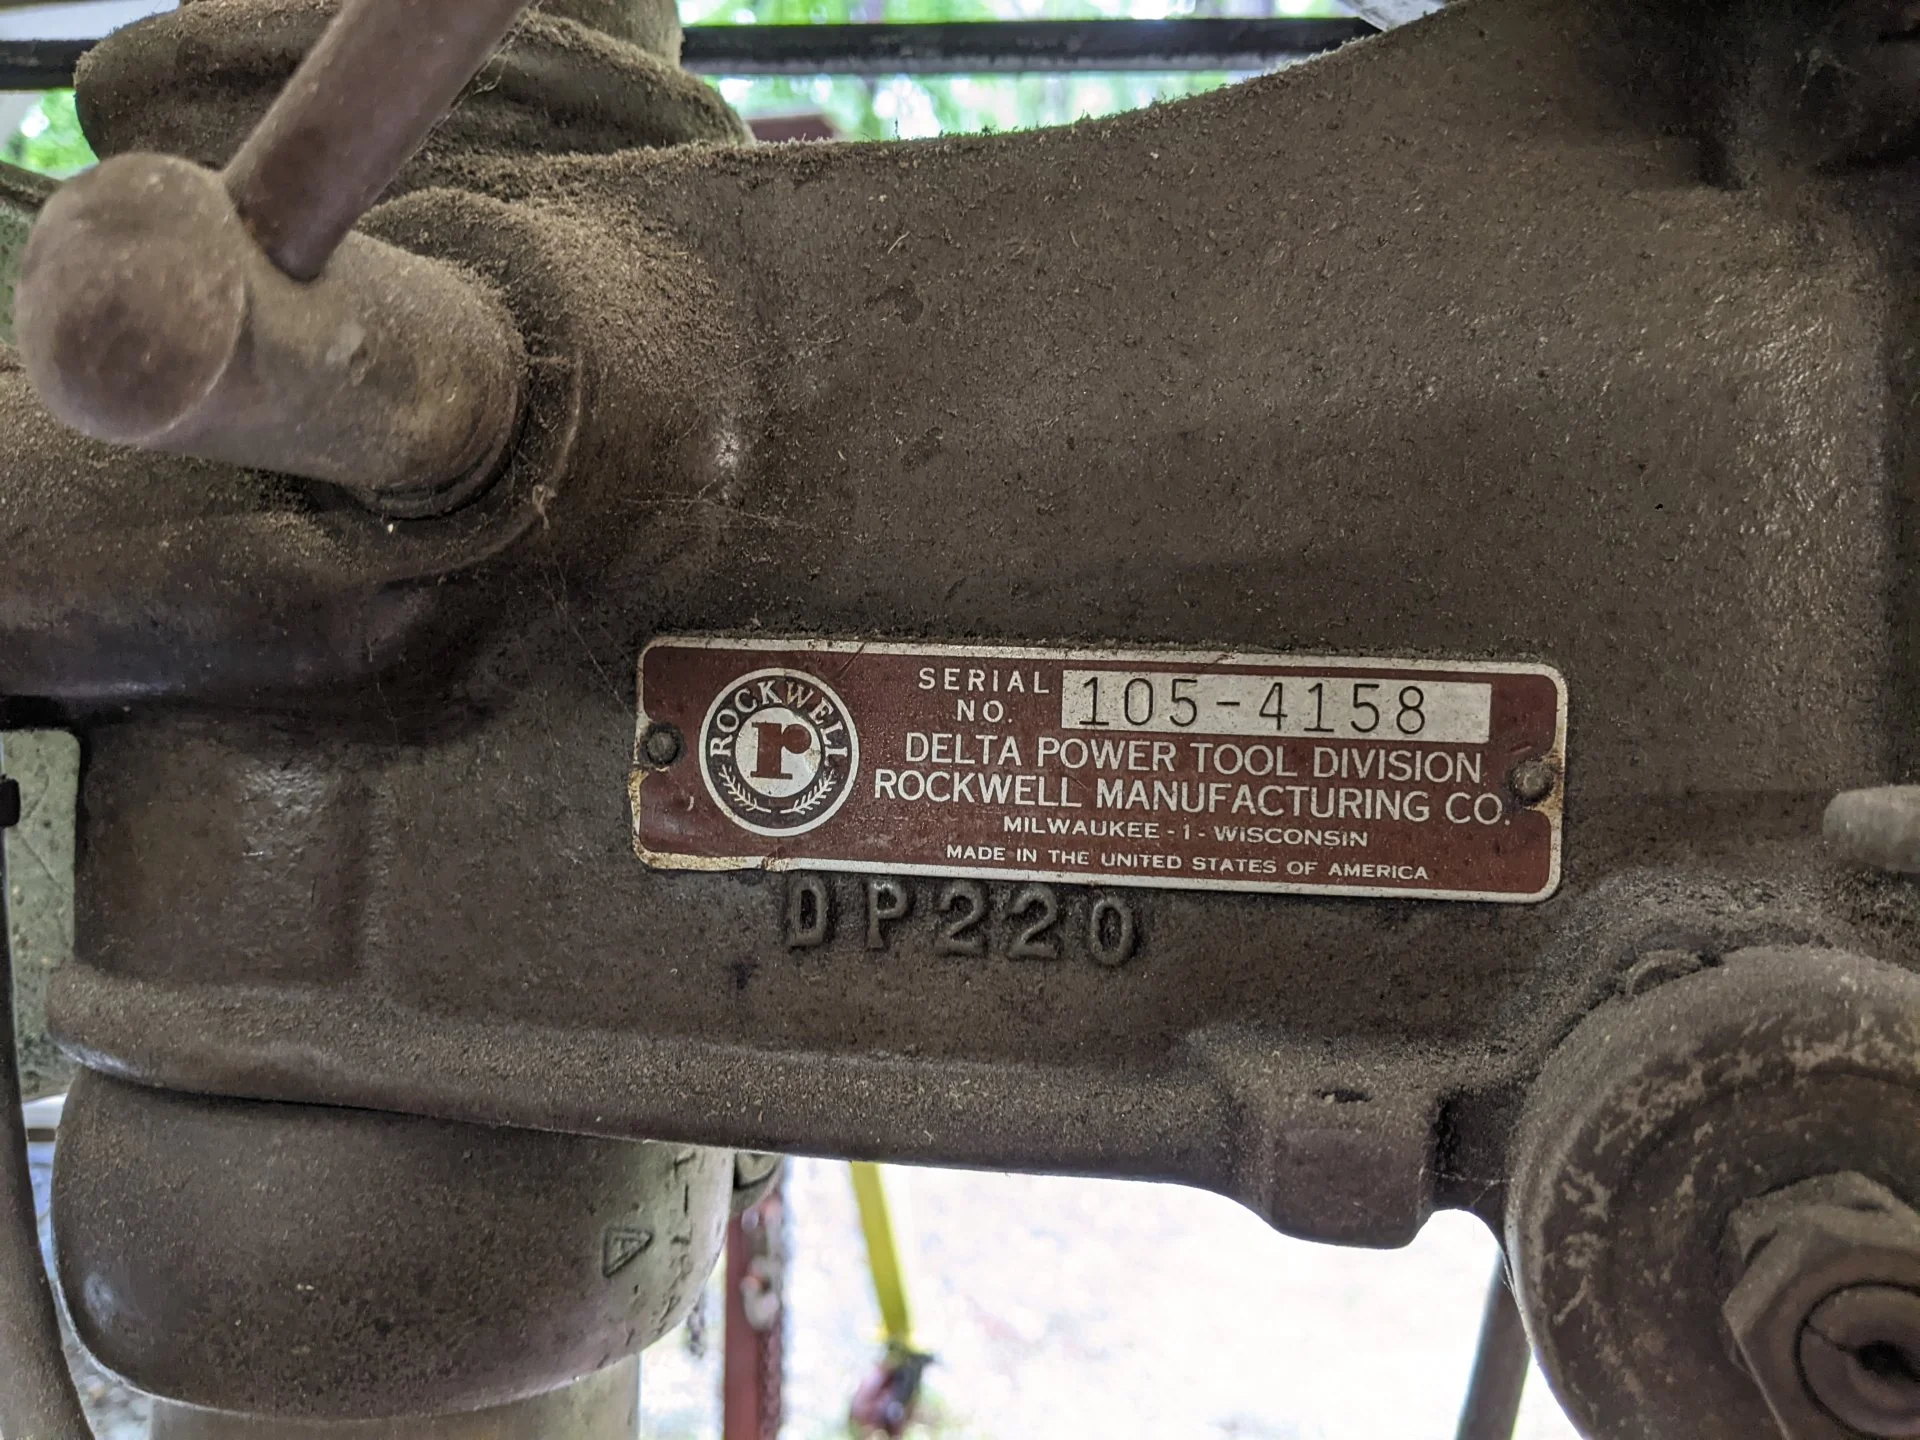 ROCKWELL
r
SERIAL
NO. 105-4158
DELTA POWER TOOL DIVISION
ROCKWELL MANUFACTURING CO.
MILWAUKEE - 1 - WISCONSIN
MADE IN THE UNITED STATES OF AMERICA
DP220